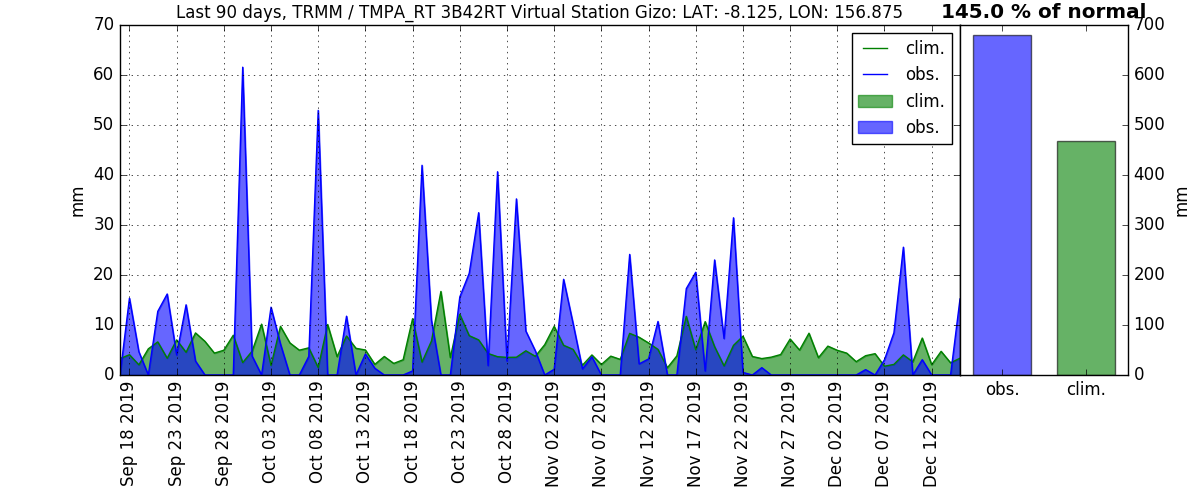 Last 90 days, TRMM / TMPA_RT 3B42RT Virtual Station Gizo: LAT: -8.125, LON: 156.875
145.0 % of normal
70
60
50
40
30
20
10
0
mm
clim.
obs.
clim.
obs.
700
600
500
400
300
200
100
0
mm
obs.
clim.
Sep 18 2019
Sep 23 2019
Sep 28 2019
Oct 03 2019
Oct 08 2019
Oct 13 2019
Oct 18 2019
Oct 23 2019
Oct 28 2019
Nov 02 2019
Nov 07 2019
Nov 12 2019
Nov 17 2019
Nov 22 2019
Nov 27 2019
Dec 02 2019
Dec 07 2019
Dec 12 2019